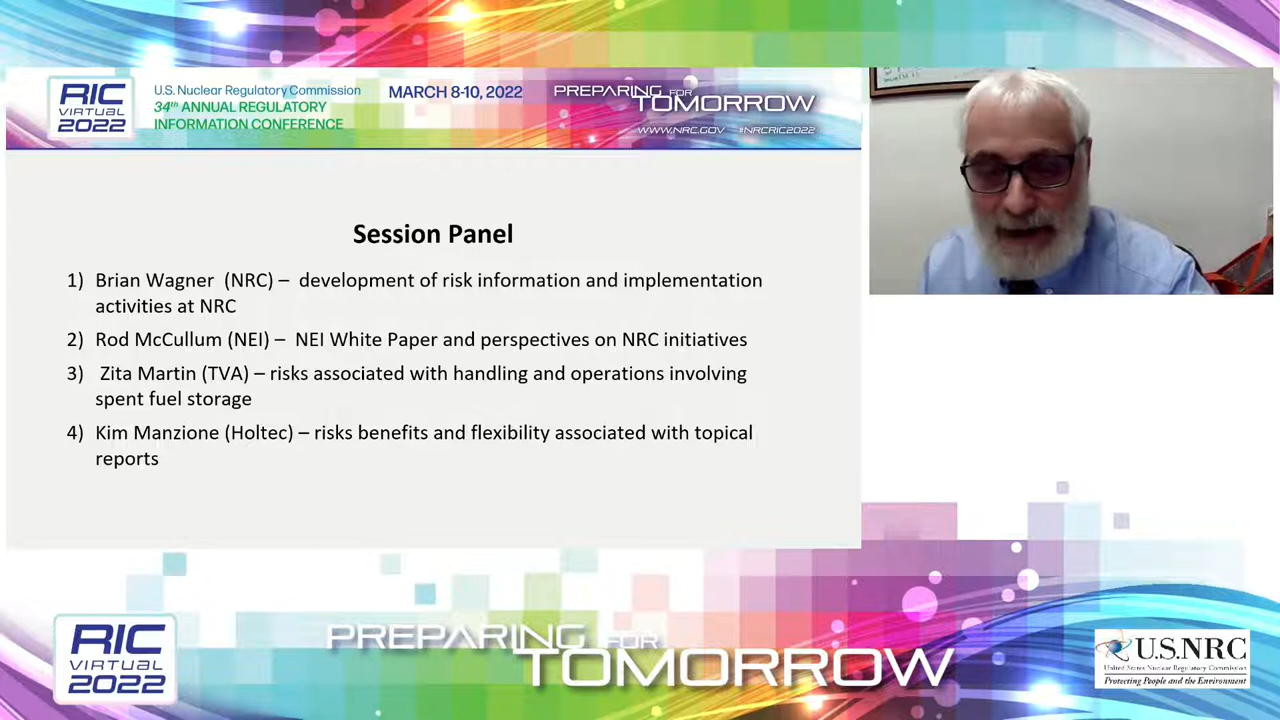 RIC
VIRTUAL
2022
U.S. Nuclear Regulatory Commission
34th ANNUAL REGULATORY
INFORMATION CONFERENCE
MARCH 8-10, 2022
PREPARING FOR
TOMORROW
WWW.NRC.GOV #NRCRIC2022
Session Panel
1) Brian Wagner (NRC) – development of risk information and implementation
activities at NRC
2) Rod McCullum (NEI) – NEI White Paper and perspectives on NRC initiatives
3) Zita Martin (TVA) – risks associated with handling and operations involving
spent fuel storage
4) Kim Manzione (Holtec) – risks benefits and flexibility associated with topical
reports
RIC
VIRTUAL
2022
PREPARING FOR
TOMORROW
U.S.NRC
United States Nuclear Regulatory Commission
Protecting People and the Environment